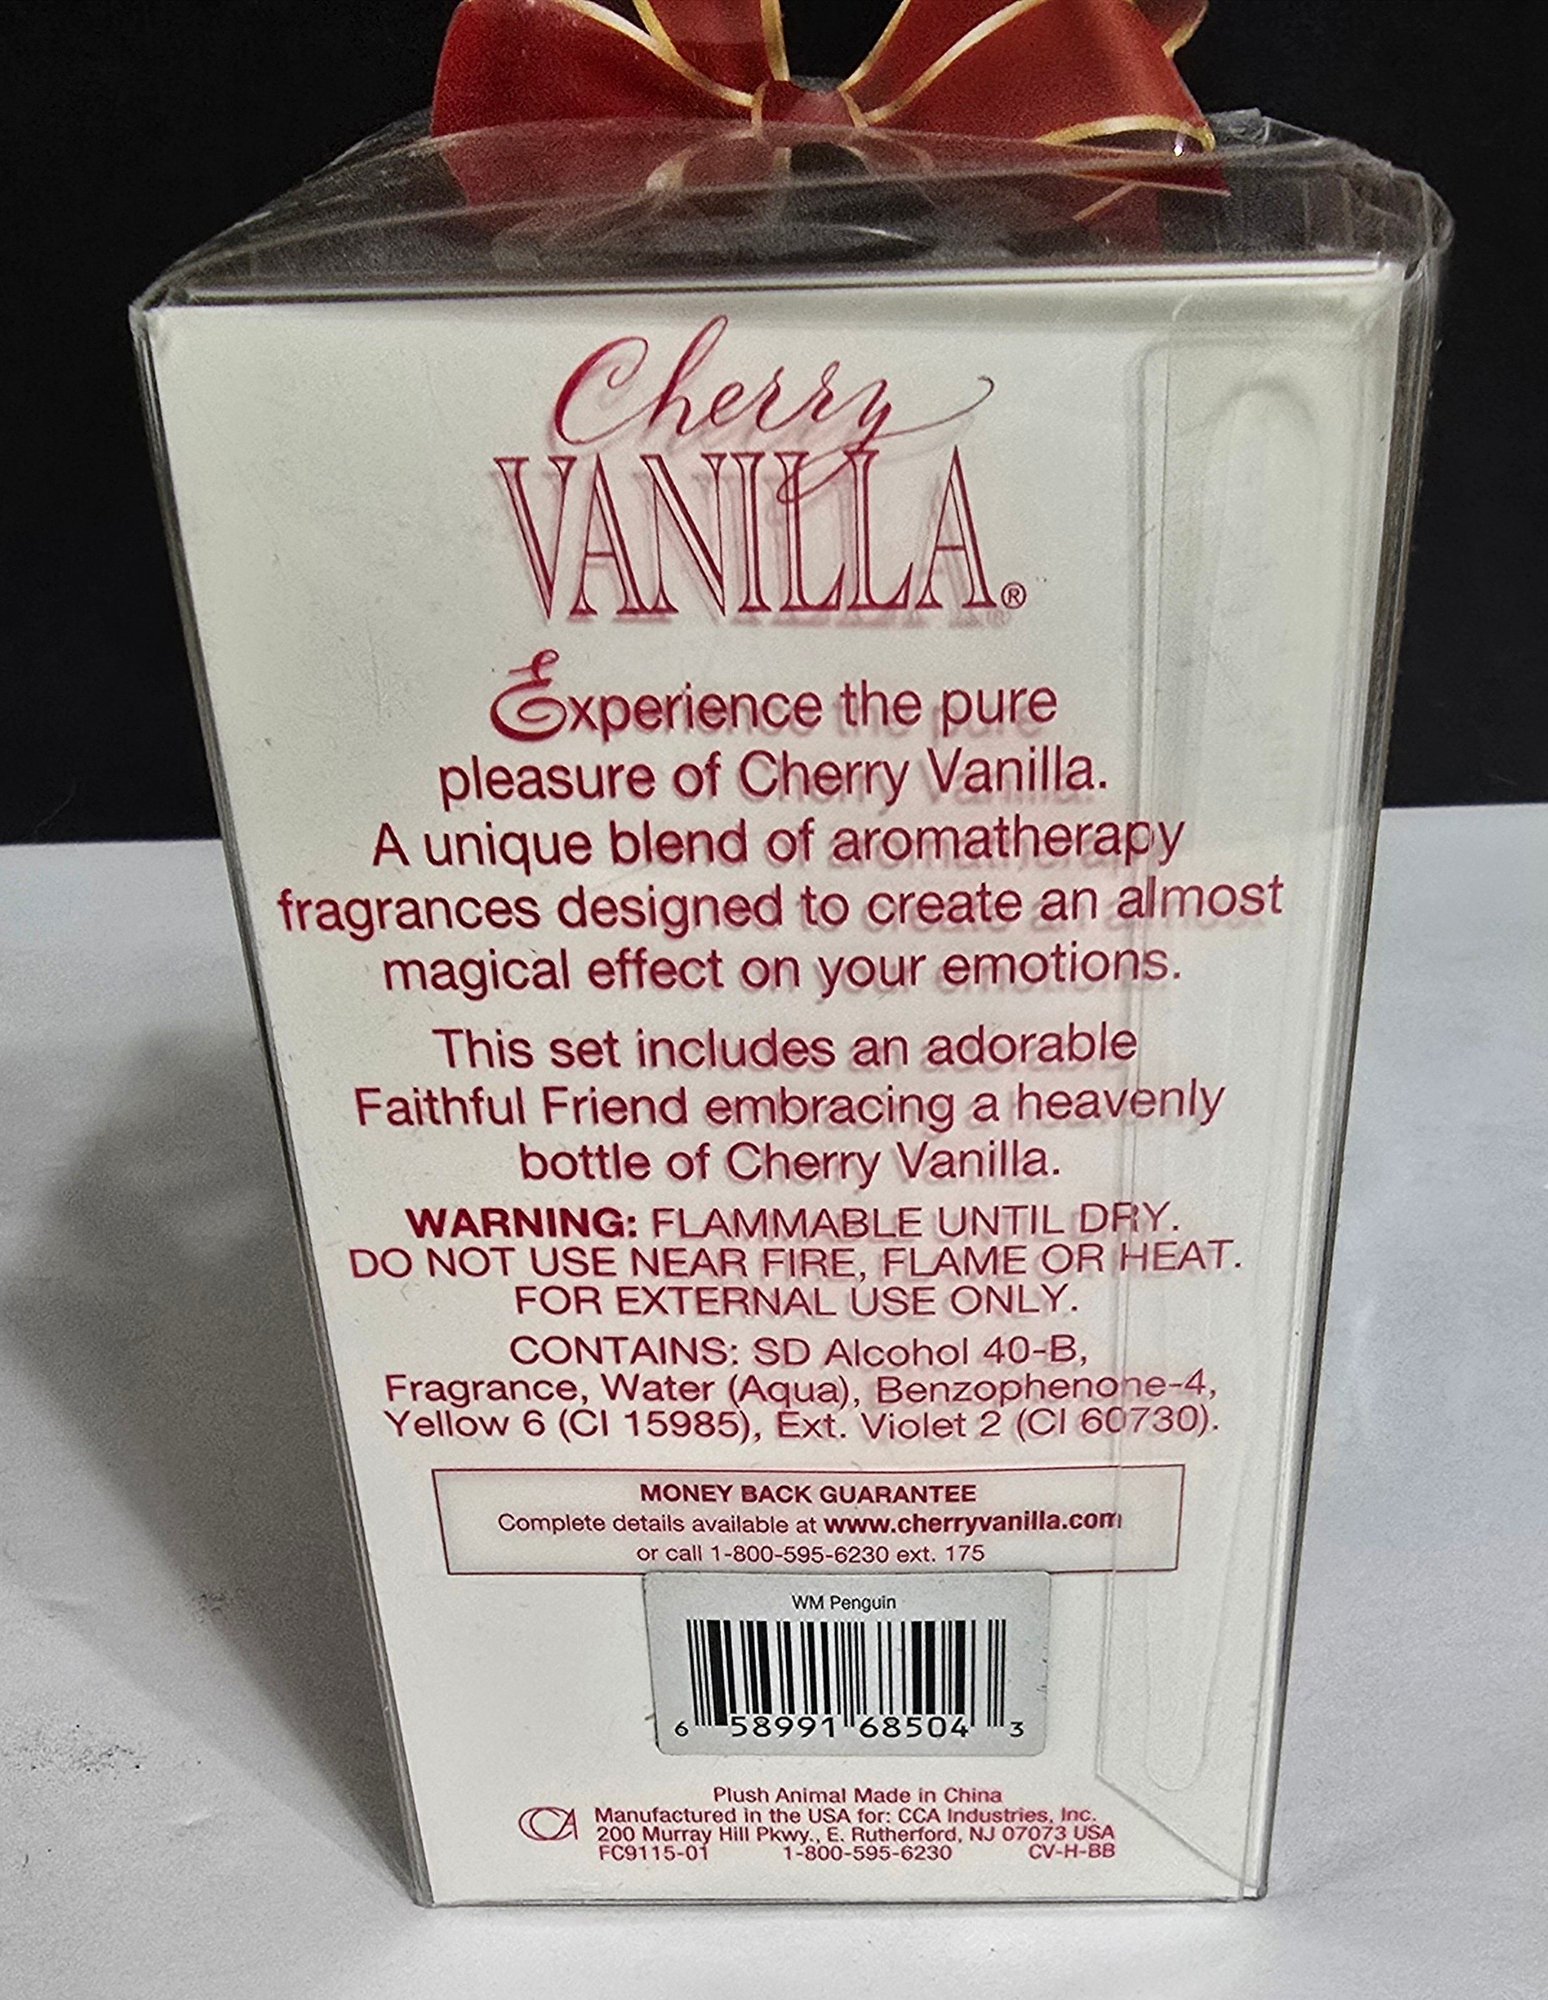 Cherry
VANILLA®
Experience the pure
pleasure of Cherry Vanilla.
A unique blend of aromatherapy
fragrances designed to create an almost
magical effect on your emotions.
This set includes an adorable
Faithful Friend embracing a heavenly
bottle of Cherry Vanilla.
WARNING: FLAMMABLE UNTIL DRY.
DO NOT USE NEAR FIRE, FLAME OR HEAT.
FOR EXTERNAL USE ONLY.
CONTAINS: SD Alcohol 40-B,
Fragrance, Water (Aqua), Benzophenone-4,
Yellow 6 (CI 15985), Ext. Violet 2 (CI 60730).
MONEY BACK GUARANTEE
Complete details available at www.cherryvanilla.com
or call 1-800-595-6230 ext. 175
WM Penguin
6 58991 68504 3
Plush Animal Made in China
CCA Manufactured in the USA for: CCA Industries, Inc.
200 Murray Hill Pkwy., E. Rutherford, NJ 07073 USA
FC9115-01 1-800-595-6230 CV-H-BB